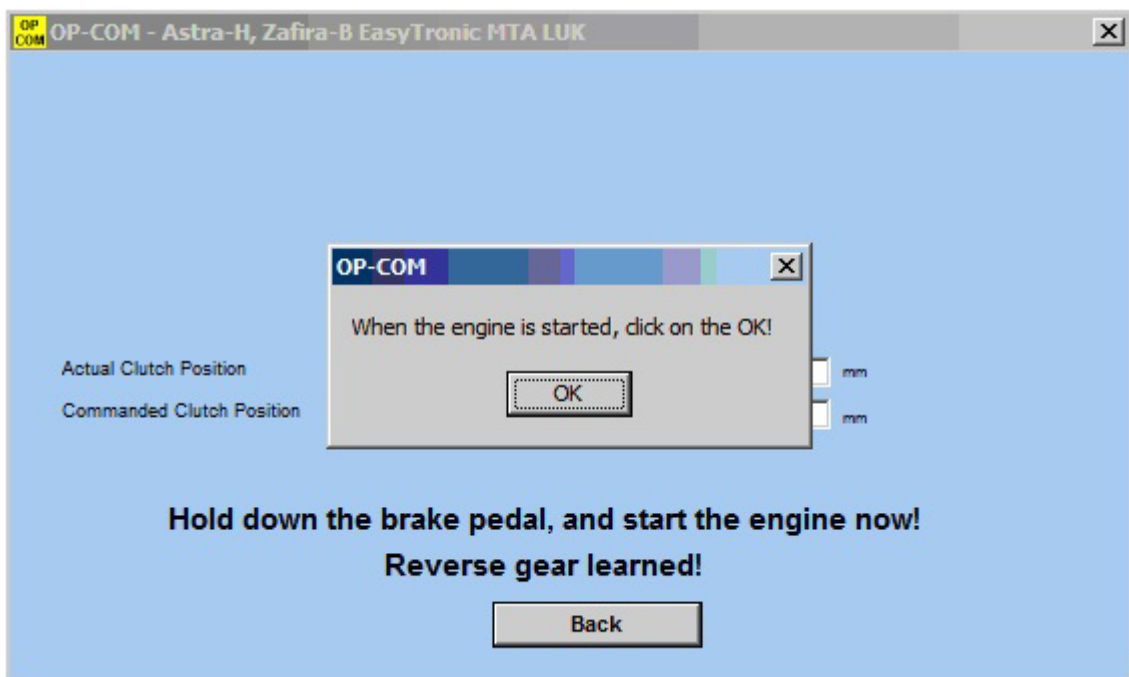 OP
COM
OP-COM - Astra-H, Zafira-B EasyTronic MTA LUK
OP-COM
When the engine is started, click on the OK!
OK
Actual Clutch Position mm
Commanded Clutch Position mm
Hold down the brake pedal, and start the engine now!
Reverse gear learned!
Back